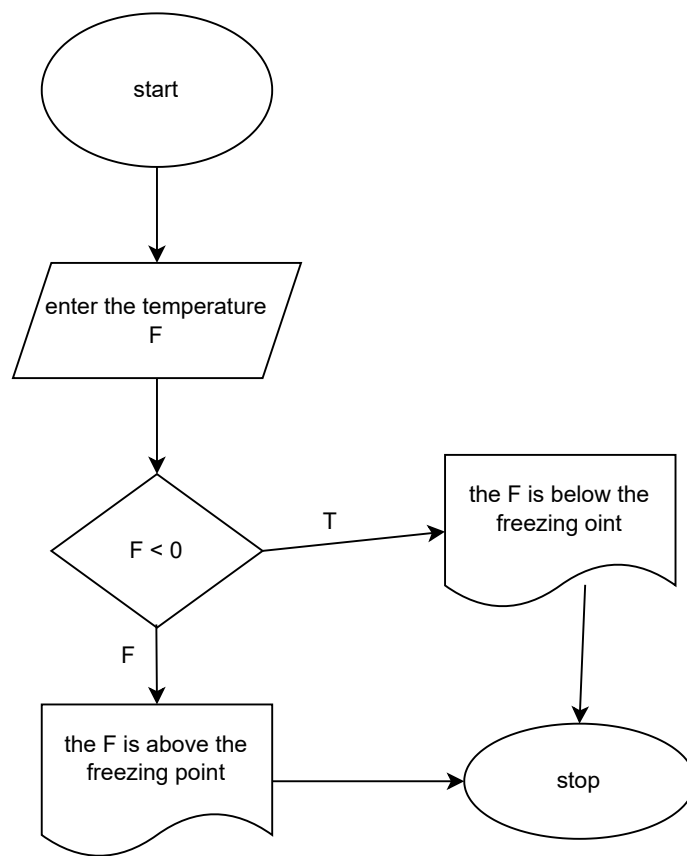 start
enter the temperature
F
F < 0
T
the F is below the
freezing oint
F
the F is above the
freezing point
stop